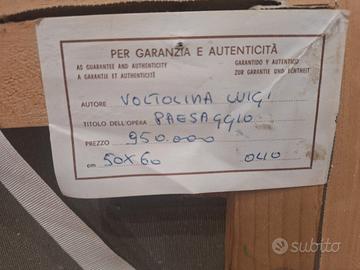 PER GARANZIA E AUTENTICITÀ
AS GUARANTEE AND AUTHENTICITY
GARANTIDO Y AUTENTICO
A GARANTIE ET AUTHENTICITÉ
ZUR GARANTIE UND ECHTHEIT
AUTORE VOLTOLINA LUIGI
TITOLO DELL'OPERA PAESAGGIO
PREZZO 950.000
cm 50X60 OLIO
subito